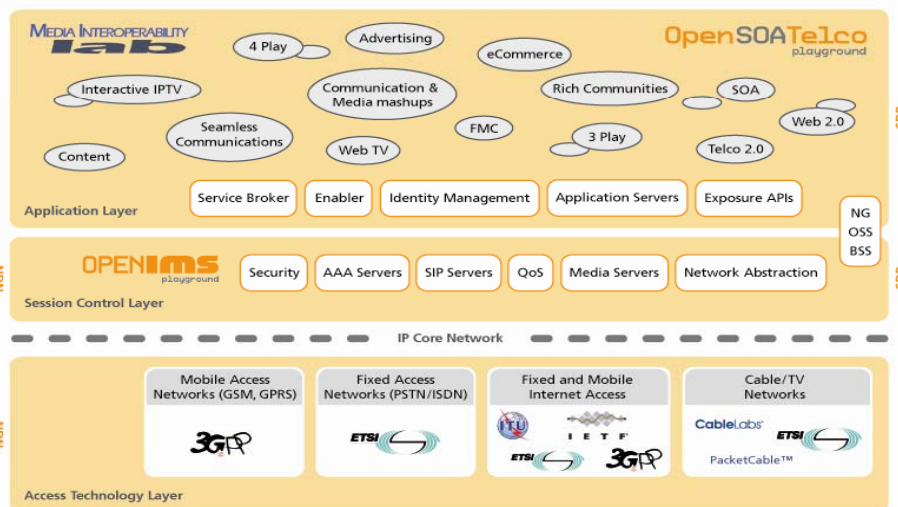 MEDIA INTEROPERABILITY
lab
4 Play
Advertising
eCommerce
OpenSOATelco
playground
Interactive IPTV
Communication &
Media mashups
Rich Communities
SOA
Web 2.0
Seamless
Communications
FMC
3 Play
Content
Web TV
Telco 2.0
Service Broker
Enabler
Identity Management
Application Servers
Exposure APIs
Application Layer
NG
OSS
BSS
OPENIMS
playground
Security
AAA Servers
SIP Servers
QoS
Media Servers
Network Abstraction
Session Control Layer
IP Core Network
Mobile Access
Networks (GSM, GPRS)
Fixed Access
Networks (PSTN/ISDN)
Fixed and Mobile
Internet Access
Cable/TV
Networks
3GPP
ETSI
ITU
I E T F
ETSI
3GPP
CableLabs
ETSI
PacketCable™
Access Technology Layer